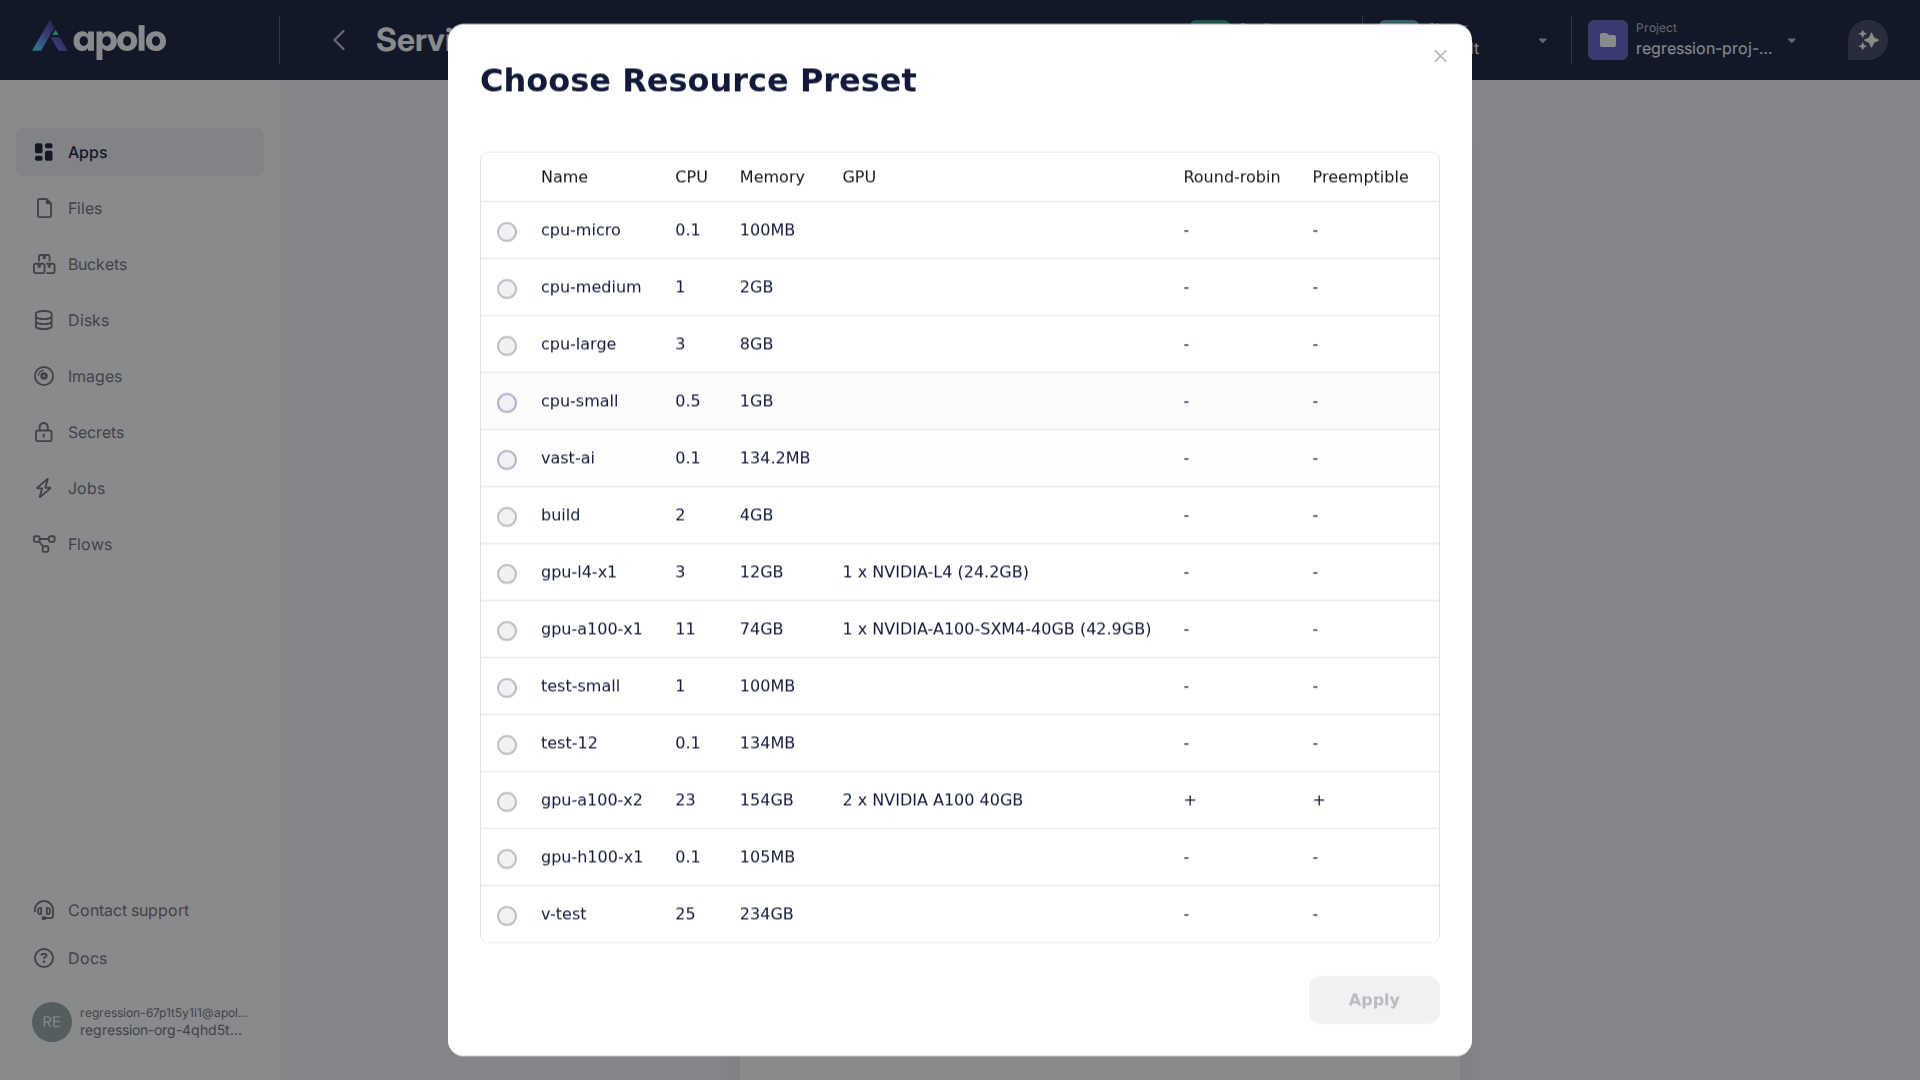 apolo
Servi
Project
regression-proj-...
Apps
Files
Buckets
Disks
Images
Secrets
Jobs
Flows
Contact support
Docs
RE
regression-67p1t5y1i1@apol...
regression-org-4qhd5t...
Choose Resource Preset
Name CPU Memory GPU Round-robin Preemptible
cpu-micro 0.1 100MB - -
cpu-medium 1 2GB - -
cpu-large 3 8GB - -
cpu-small 0.5 1GB - -
vast-ai 0.1 134.2MB - -
build 2 4GB - -
gpu-l4-x1 3 12GB 1 x NVIDIA-L4 (24.2GB) - -
gpu-a100-x1 11 74GB 1 x NVIDIA-A100-SXM4-40GB (42.9GB) - -
test-small 1 100MB - -
test-12 0.1 134MB - -
gpu-a100-x2 23 154GB 2 x NVIDIA A100 40GB + +
gpu-h100-x1 0.1 105MB - -
v-test 25 234GB - -
Apply